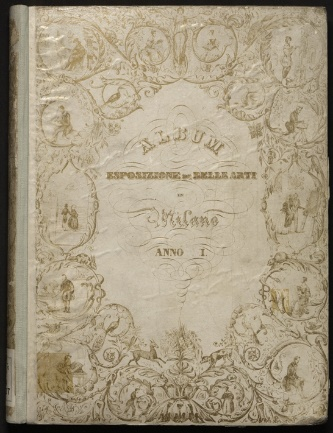 ALBUM
ESPOSIZIONE DI BELLE ARTI
IN
Milano
ANNO I.